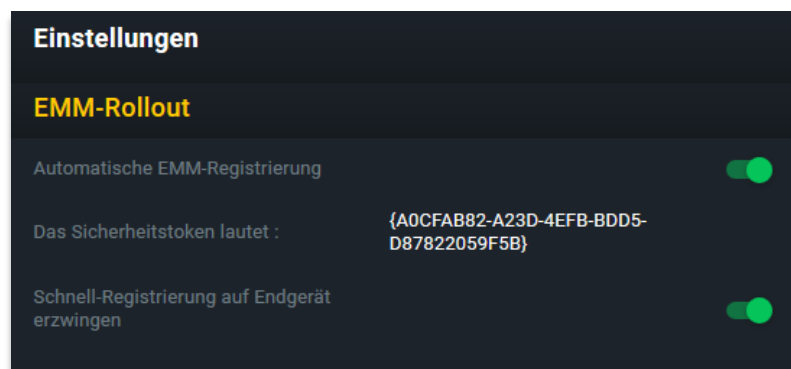 Einstellungen
EMM-Rollout
Automatische EMM-Registrierung
Das Sicherheitstoken lautet :
{A0CFAB82-A23D-4EFB-BDD5-
D87822059F5B}
Schnell-Registrierung auf Endgerät
erzwingen